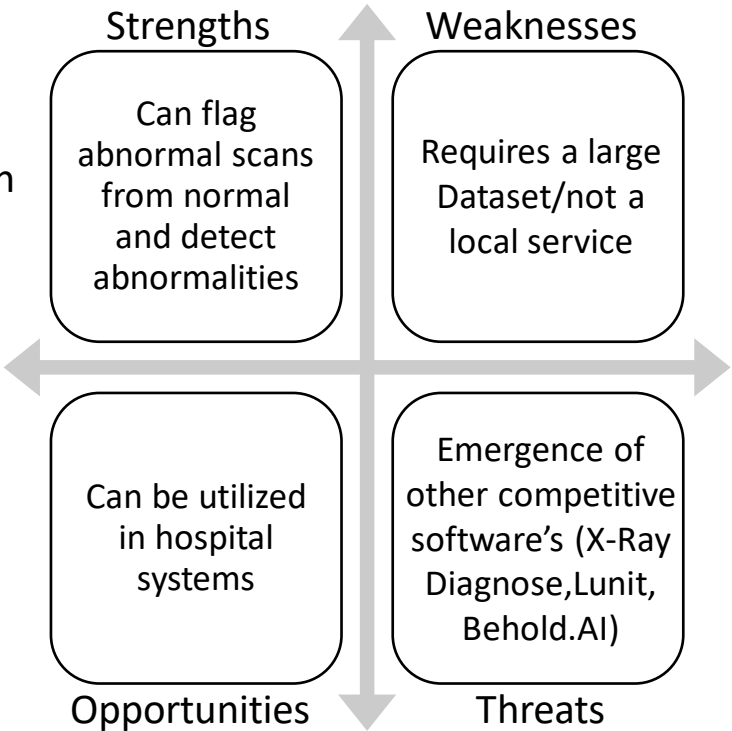 Strengths
Can flag
abnormal scans
from normal
and detect
abnormalities
Weaknesses
Requires a large
Dataset/not a
local service
Can be utilized
in hospital
systems
Opportunities
Emergence of
other competitive
software’s (X-Ray
Diagnose,Lunit,
Behold.AI)
Threats